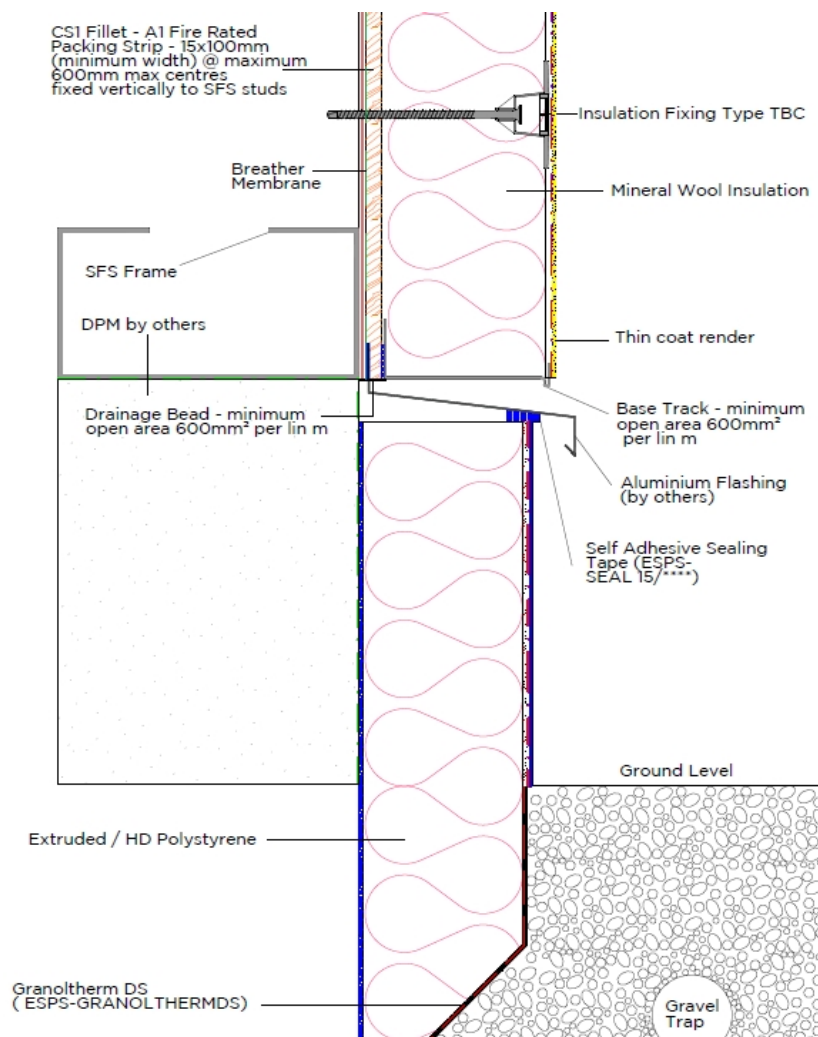 CS1 Fillet - A1 Fire Rated
Packing Strip - 15x100mm
(minimum width) @ maximum
600mm max centres
fixed vertically to SFS studs
Insulation Fixing Type TBC
Breather
Membrane
Mineral Wool Insulation
SFS Frame
DPM by others
Thin coat render
Drainage Bead - minimum
open area 600mm² per lin m
Base Track - minimum
open area 600mm²
per lin m
Aluminium Flashing
(by others)
Self Adhesive Sealing
Tape (ESPS-
SEAL 15/****)
Ground Level
Extruded / HD Polystyrene
Granoltherm DS
( ESPS-GRANOLTHERMDS)
Gravel
Trap